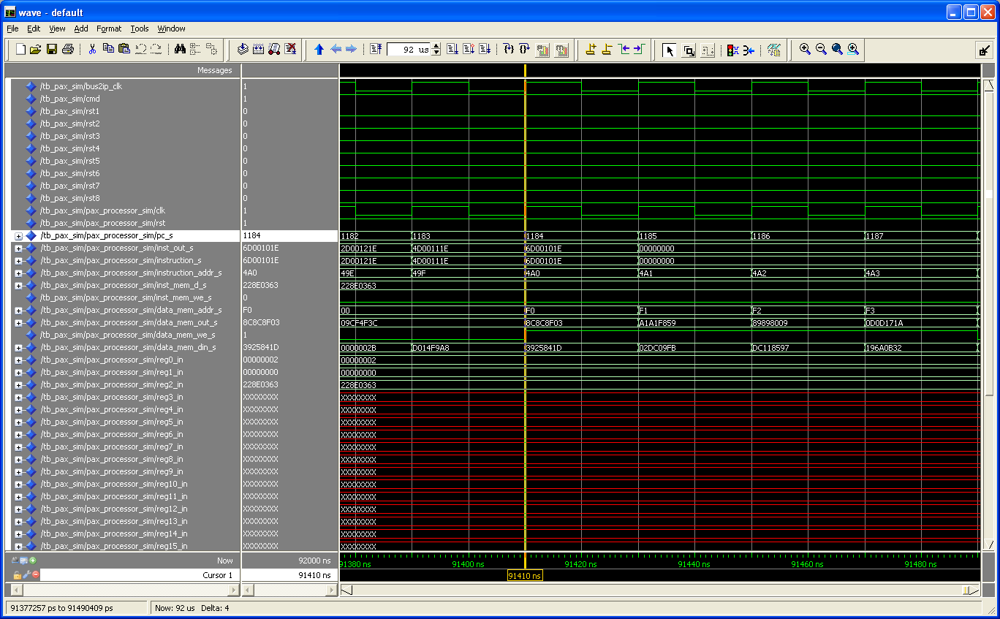 wave - default
File Edit View Add Format Tools Window
92 us
Messages
/tb_pax_sim/bus2ip_clk 1
/tb_pax_sim/cmd 1
/tb_pax_sim/rst1 0
/tb_pax_sim/rst2 0
/tb_pax_sim/rst3 0
/tb_pax_sim/rst4 0
/tb_pax_sim/rst5 0
/tb_pax_sim/rst6 0
/tb_pax_sim/rst7 0
/tb_pax_sim/rst8 0
/tb_pax_sim/pax_processor_sim/clk 1
/tb_pax_sim/pax_processor_sim/rst 1
/tb_pax_sim/pax_processor_sim/pc_s 1184 1182 1183 1184 1185 1186 1187
/tb_pax_sim/pax_processor_sim/inst_out_s 6D00101E 2D00121E 4D00111E 6D00101E 00000000
/tb_pax_sim/pax_processor_sim/instruction_s 6D00101E 2D00121E 4D00111E 6D00101E 00000000
/tb_pax_sim/pax_processor_sim/instruction_addr_s 4A0 49E 49F 4A0 4A1 4A2 4A3
/tb_pax_sim/pax_processor_sim/inst_mem_d_s 228E0363 228E0363
/tb_pax_sim/pax_processor_sim/inst_mem_we_s 0
/tb_pax_sim/pax_processor_sim/data_mem_addr_s F0 00 F0 F1 F2 F3
/tb_pax_sim/pax_processor_sim/data_mem_out_s 8C8C8F03 09CF4F3C 8C8C8F03 A1A1F859 89898009 0D0D171A
/tb_pax_sim/pax_processor_sim/data_mem_we_s 1
/tb_pax_sim/pax_processor_sim/data_mem_din_s 3925841D 0000002B D014F9A8 3925841D 02DC09FB DC118597 196A0B32
/tb_pax_sim/pax_processor_sim/reg0_in 00000002 00000002
/tb_pax_sim/pax_processor_sim/reg1_in 00000000 00000000
/tb_pax_sim/pax_processor_sim/reg2_in 228E0363 228E0363
/tb_pax_sim/pax_processor_sim/reg3_in XXXXXXXX XXXXXXXX
/tb_pax_sim/pax_processor_sim/reg4_in XXXXXXXX XXXXXXXX
/tb_pax_sim/pax_processor_sim/reg5_in XXXXXXXX XXXXXXXX
/tb_pax_sim/pax_processor_sim/reg6_in XXXXXXXX XXXXXXXX
/tb_pax_sim/pax_processor_sim/reg7_in XXXXXXXX XXXXXXXX
/tb_pax_sim/pax_processor_sim/reg8_in XXXXXXXX XXXXXXXX
/tb_pax_sim/pax_processor_sim/reg9_in XXXXXXXX XXXXXXXX
/tb_pax_sim/pax_processor_sim/reg10_in XXXXXXXX XXXXXXXX
/tb_pax_sim/pax_processor_sim/reg11_in XXXXXXXX XXXXXXXX
/tb_pax_sim/pax_processor_sim/reg12_in XXXXXXXX XXXXXXXX
/tb_pax_sim/pax_processor_sim/reg13_in XXXXXXXX XXXXXXXX
/tb_pax_sim/pax_processor_sim/reg14_in XXXXXXXX XXXXXXXX
/tb_pax_sim/pax_processor_sim/reg15_in XXXXXXXX XXXXXXXX
Now 92000 ns 91380 ns 91400 ns 91420 ns 91440 ns 91460 ns 91480 ns
Cursor 1 91410 ns 91410 ns
91377257 ps to 91490409 ps Now: 92 us Delta: 4